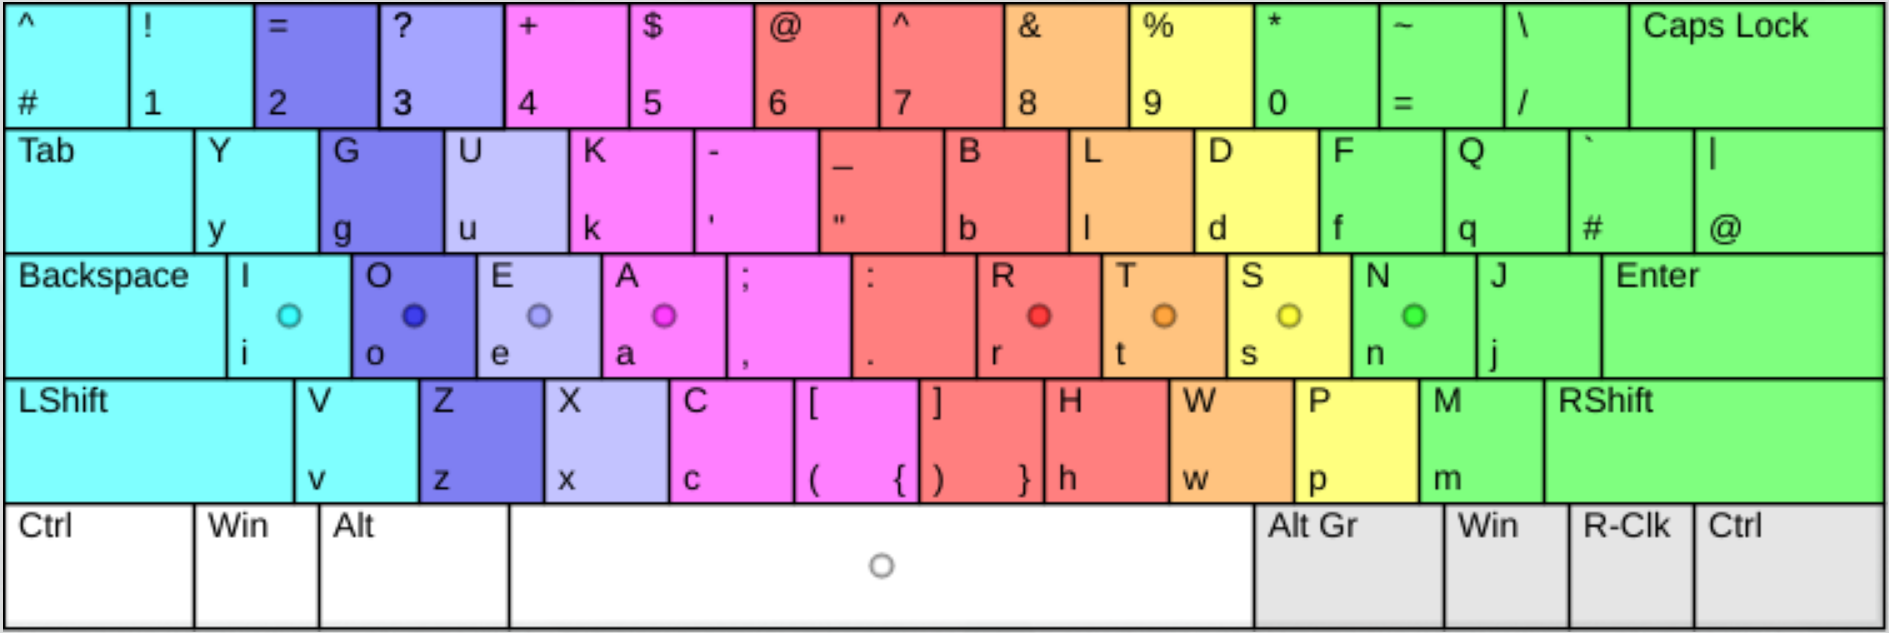 ^ ! = ? + $ @ ^ & % * ~ \ Caps Lock
# 1 2 3 4 5 6 7 8 9 0 = /
Tab Y G U K - _ B L D F Q ` |
y g u k ' " b l d f q # @
Backspace I O E A ; : R T S N J Enter
i o e a , . r t s n j
LShift V Z X C [ ] H W P M RShift
v z x c ( { ) } h w p m
Ctrl Win Alt Alt Gr Win R-Clk Ctrl